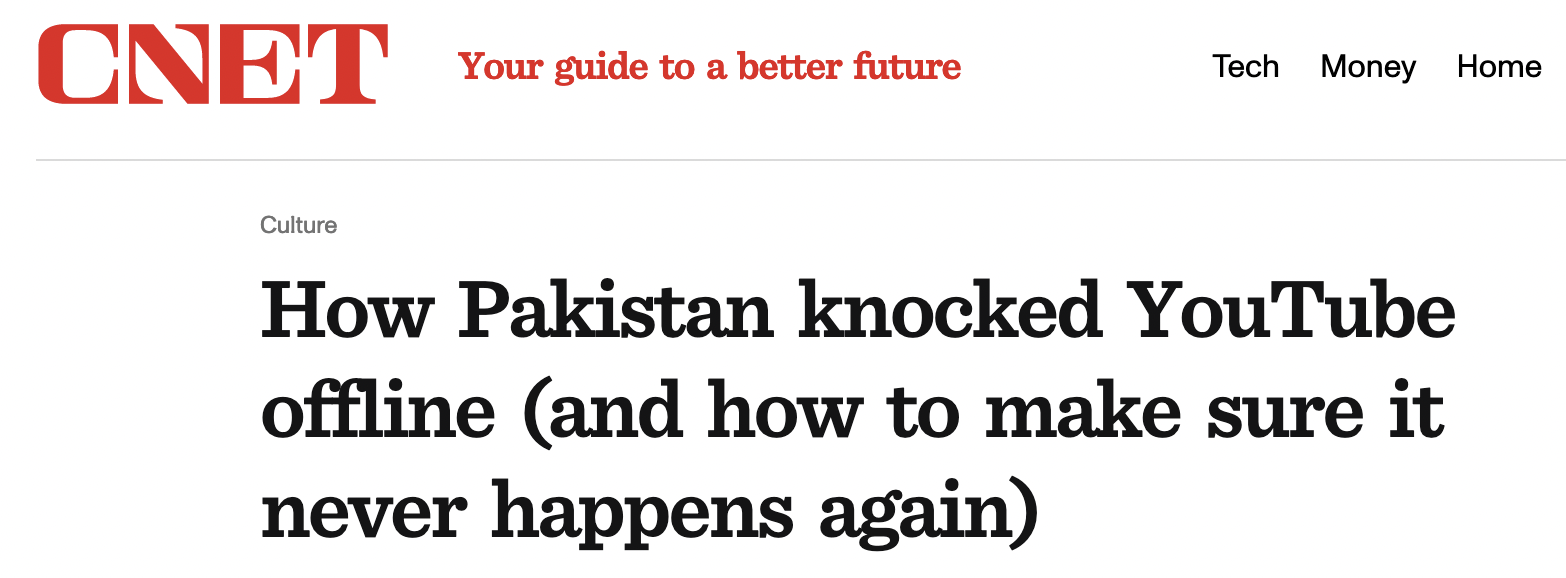 CNET Your guide to a better future Tech Money Home
Culture
How Pakistan knocked YouTube
offline (and how to make sure it
never happens again)